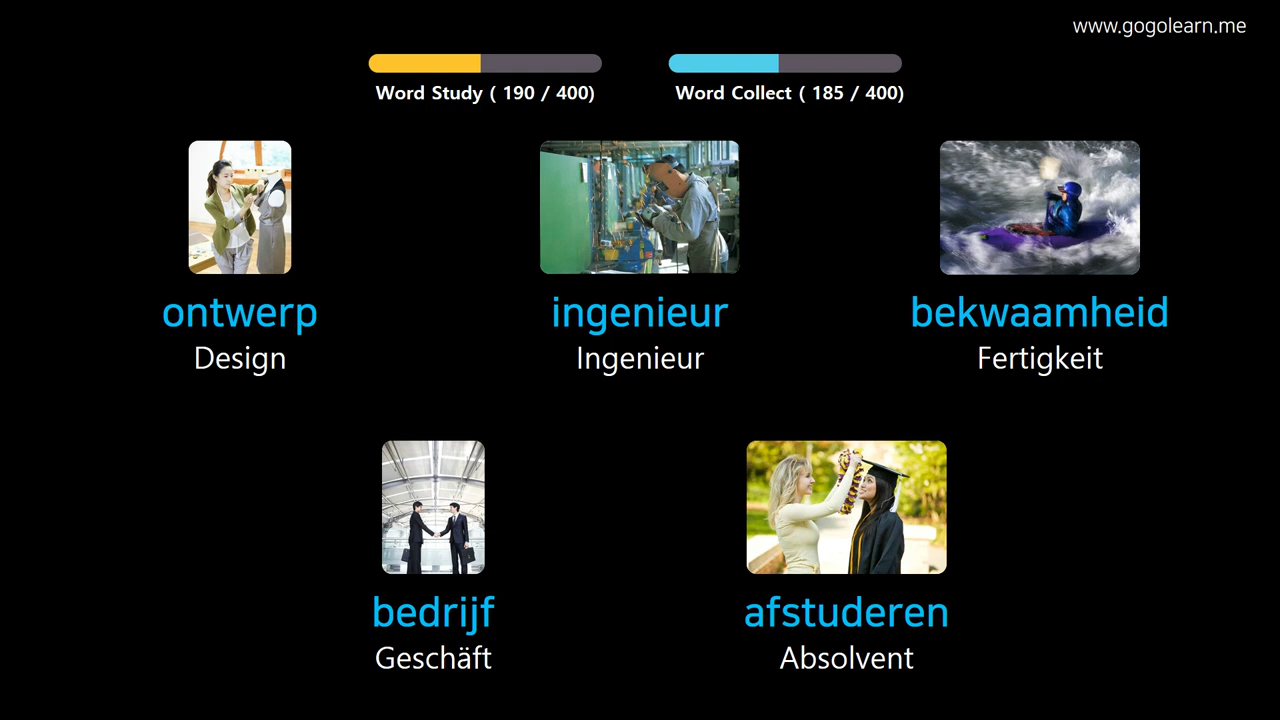 www.gogolearn.me
Word Study ( 190 / 400)
Word Collect ( 185 / 400)
ontwerp
Design
ingenieur
Ingenieur
bekwaamheid
Fertigkeit
bedrijf
Geschäft
afstuderen
Absolvent